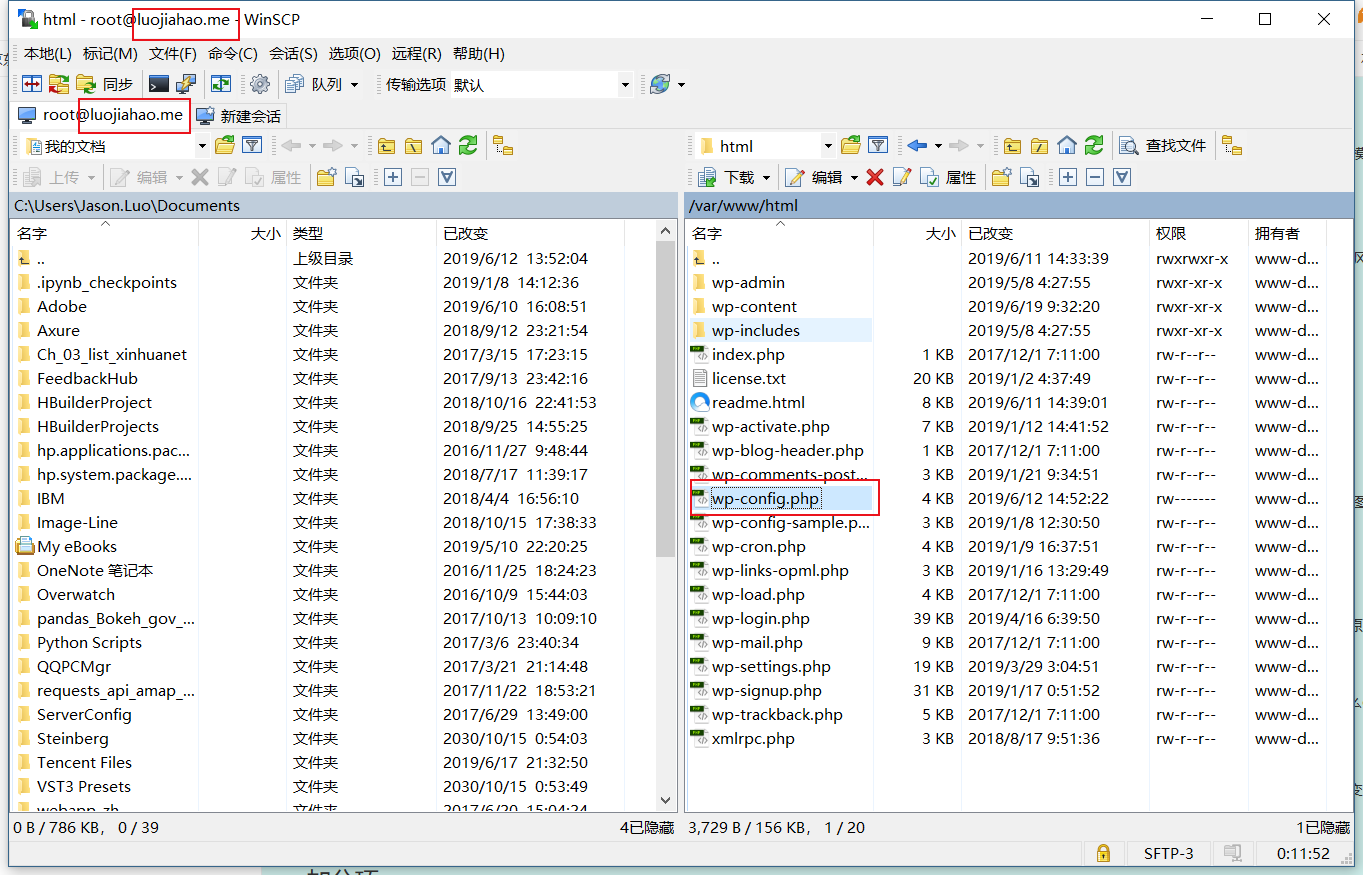 html - root@luojiahao.me - WinSCP
本地(L) 标记(M) 文件(F) 命令(C) 会话(S) 选项(O) 远程(R) 帮助(H)
同步 队列 传输选项 默认
root@luojiahao.me 新建会话
我的文档
html 查找文件
上传 编辑 属性
下载 编辑 属性
C:\Users\Jason.Luo\Documents
/var/www/html
名字 大小 类型 已改变
.. 上级目录 2019/6/12 13:52:04
.ipynb_checkpoints 文件夹 2019/1/8 14:12:36
Adobe 文件夹 2019/6/10 16:08:51
Axure 文件夹 2018/9/12 23:21:54
Ch_03_list_xinhuanet 文件夹 2017/3/15 17:23:15
FeedbackHub 文件夹 2017/9/13 23:42:16
HBuilderProject 文件夹 2018/10/16 22:41:53
HBuilderProjects 文件夹 2018/9/25 14:55:25
hp.applications.pac... 文件夹 2016/11/27 9:48:44
hp.system.package.... 文件夹 2018/7/17 11:39:17
IBM 文件夹 2018/4/4 16:56:10
Image-Line 文件夹 2018/10/15 17:38:33
My eBooks 文件夹 2019/5/10 22:20:25
OneNote 笔记本 文件夹 2016/11/25 18:24:23
Overwatch 文件夹 2016/10/9 15:44:03
pandas_Bokeh_gov_... 文件夹 2017/10/13 10:09:10
Python Scripts 文件夹 2017/3/6 23:40:34
QQPCMgr 文件夹 2017/3/21 21:14:48
requests_api_amap_... 文件夹 2017/11/22 18:53:21
ServerConfig 文件夹 2017/6/29 13:49:00
Steinberg 文件夹 2030/10/15 0:54:03
Tencent Files 文件夹 2019/6/17 21:32:50
VST3 Presets 文件夹 2030/10/15 0:53:49
webapp_zh 文件夹 2017/6/20 15:04:24
名字 大小 已改变 权限 拥有者
.. 2019/6/11 14:33:39 rwxrwxr-x www-d...
wp-admin 2019/5/8 4:27:55 rwxr-xr-x www-d...
wp-content 2019/6/19 9:32:20 rwxr-xr-x www-d...
wp-includes 2019/5/8 4:27:55 rwxr-xr-x www-d...
index.php 1 KB 2017/12/1 7:11:00 rw-r--r-- www-d...
license.txt 20 KB 2019/1/2 4:37:49 rw-r--r-- www-d...
readme.html 8 KB 2019/6/11 14:39:01 rw-r--r-- www-d...
wp-activate.php 7 KB 2019/1/12 14:41:52 rw-r--r-- www-d...
wp-blog-header.php 1 KB 2017/12/1 7:11:00 rw-r--r-- www-d...
wp-comments-post... 3 KB 2019/1/21 9:34:51 rw-r--r-- www-d...
wp-config.php 4 KB 2019/6/12 14:52:22 rw------- www-d...
wp-config-sample.p... 3 KB 2019/1/8 12:30:50 rw-r--r-- www-d...
wp-cron.php 4 KB 2019/1/9 16:37:51 rw-r--r-- www-d...
wp-links-opml.php 3 KB 2019/1/16 13:29:49 rw-r--r-- www-d...
wp-load.php 4 KB 2017/12/1 7:11:00 rw-r--r-- www-d...
wp-login.php 39 KB 2019/4/16 6:39:50 rw-r--r-- www-d...
wp-mail.php 9 KB 2017/12/1 7:11:00 rw-r--r-- www-d...
wp-settings.php 19 KB 2019/3/29 3:04:51 rw-r--r-- www-d...
wp-signup.php 31 KB 2019/1/17 0:51:52 rw-r--r-- www-d...
wp-trackback.php 5 KB 2017/12/1 7:11:00 rw-r--r-- www-d...
xmlrpc.php 3 KB 2018/8/17 9:51:36 rw-r--r-- www-d...
0 B / 786 KB， 0 / 39 4已隐藏
3,729 B / 156 KB， 1 / 20 1已隐藏
SFTP-3 0:11:52